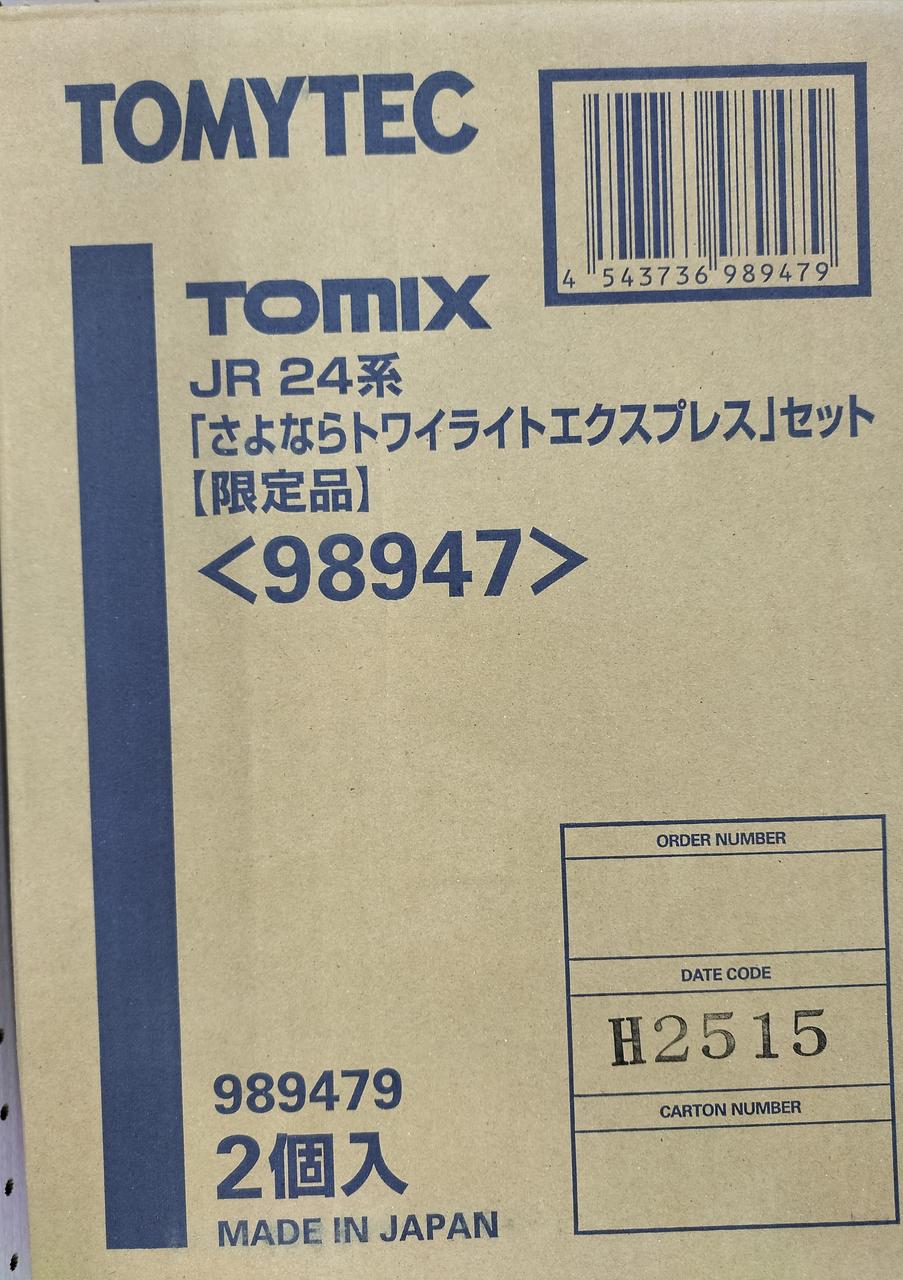 TOMYTEC
4 543736 989479
TOMIX
JR 24系
「さよならトワイライトエクスプレス」セット
【限定品】
<98947>
ORDER NUMBER
DATE CODE
H2515
CARTON NUMBER
989479
2個入
MADE IN JAPAN